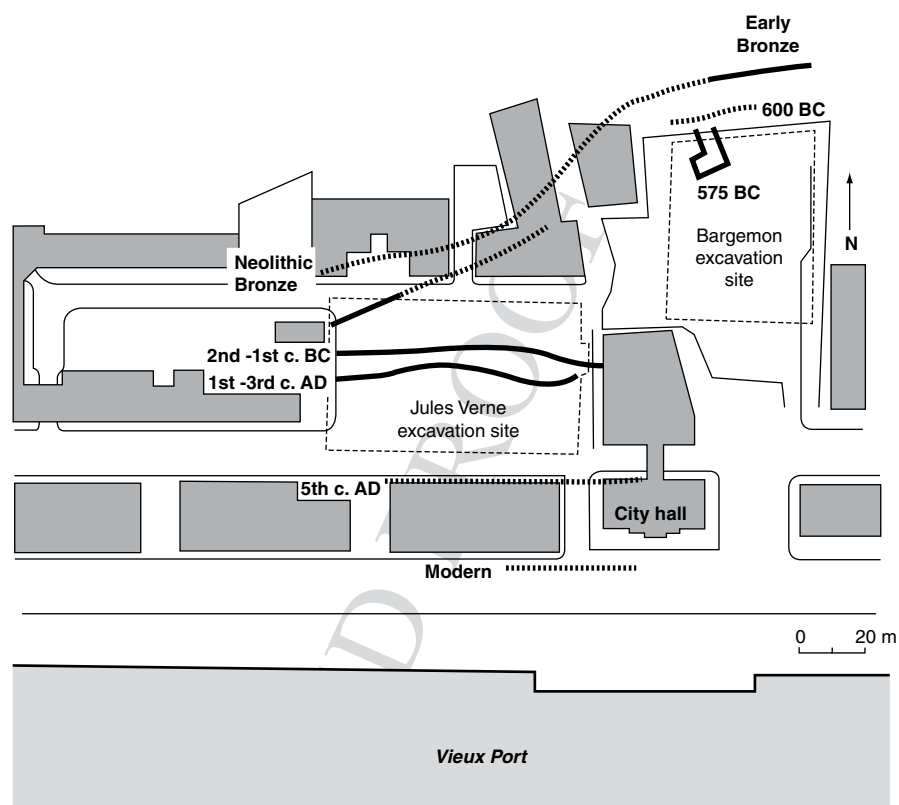 Early
Bronze
600 BC
575 BC
Bargemon
excavation
site
N
Neolithic
Bronze
2nd -1st c. BC
1st -3rd c. AD
Jules Verne
excavation site
5th c. AD
City hall
Modern
0 20 m
Vieux Port